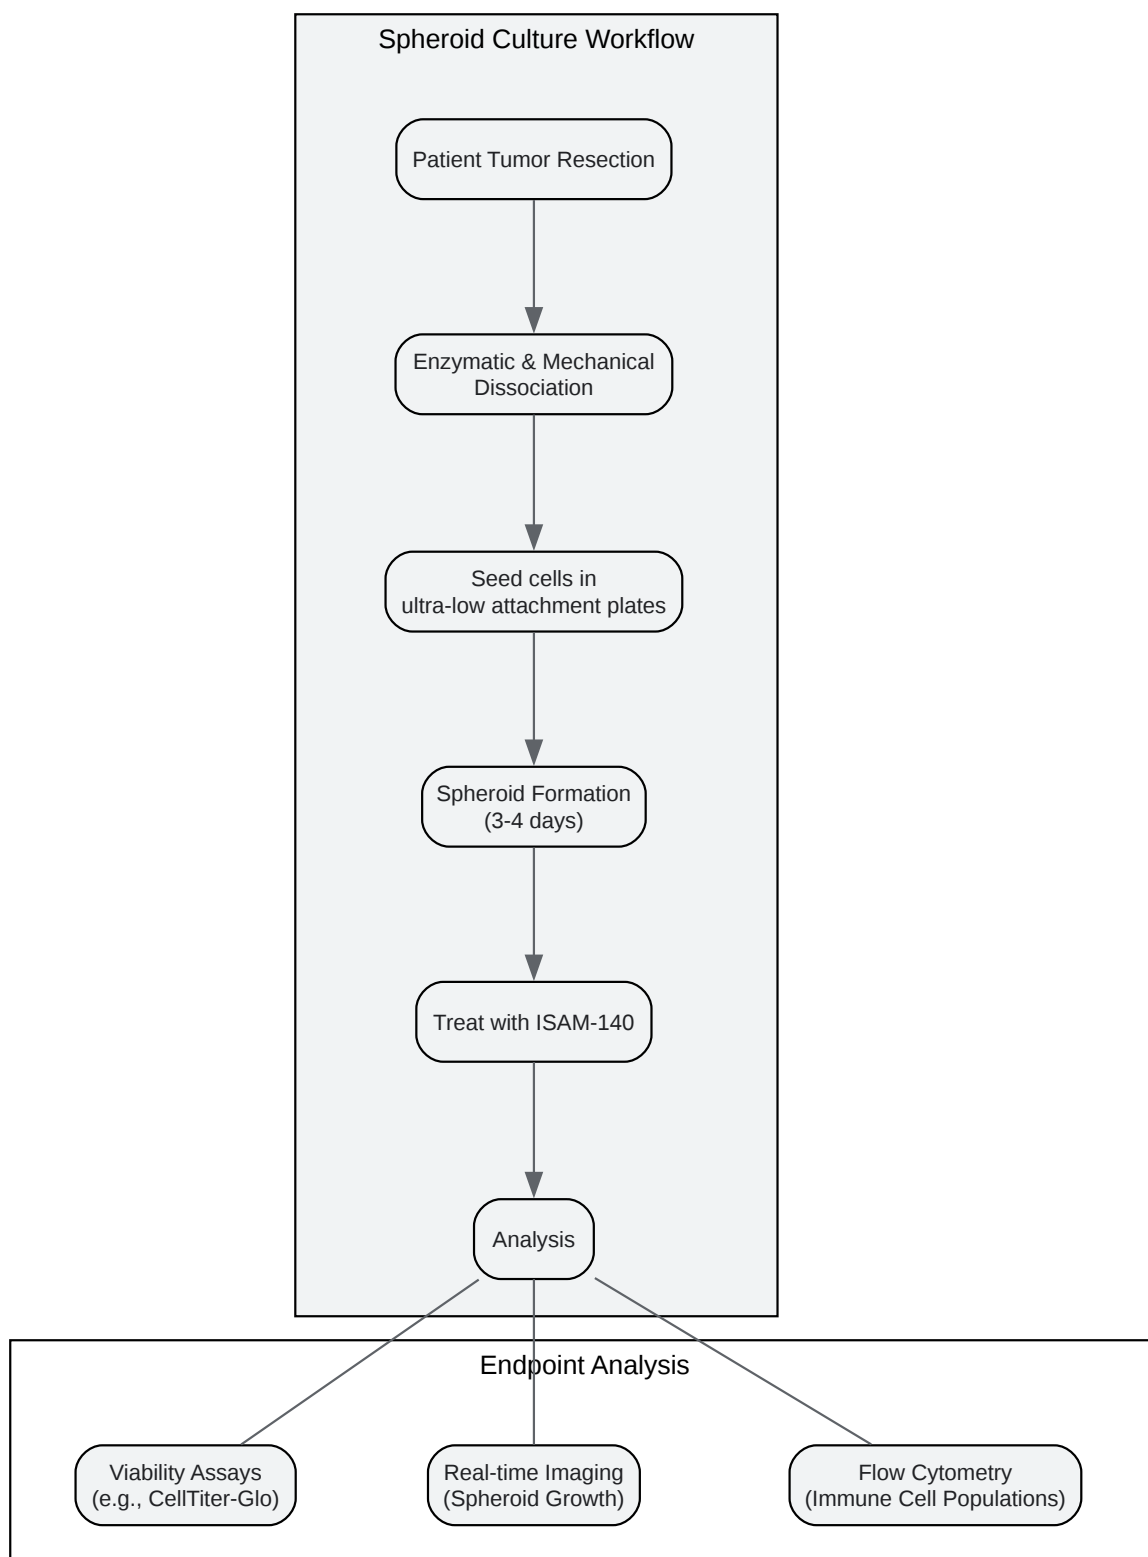 Spheroid Culture Workflow
Patient Tumor Resection
Enzymatic & Mechanical
Dissociation
Seed cells in
ultra-low attachment plates
Spheroid Formation
(3-4 days)
Treat with ISAM-140
Analysis
Endpoint Analysis
Viability Assays
(e.g., CellTiter-Glo)
Real-time Imaging
(Spheroid Growth)
Flow Cytometry
(Immune Cell Populations)